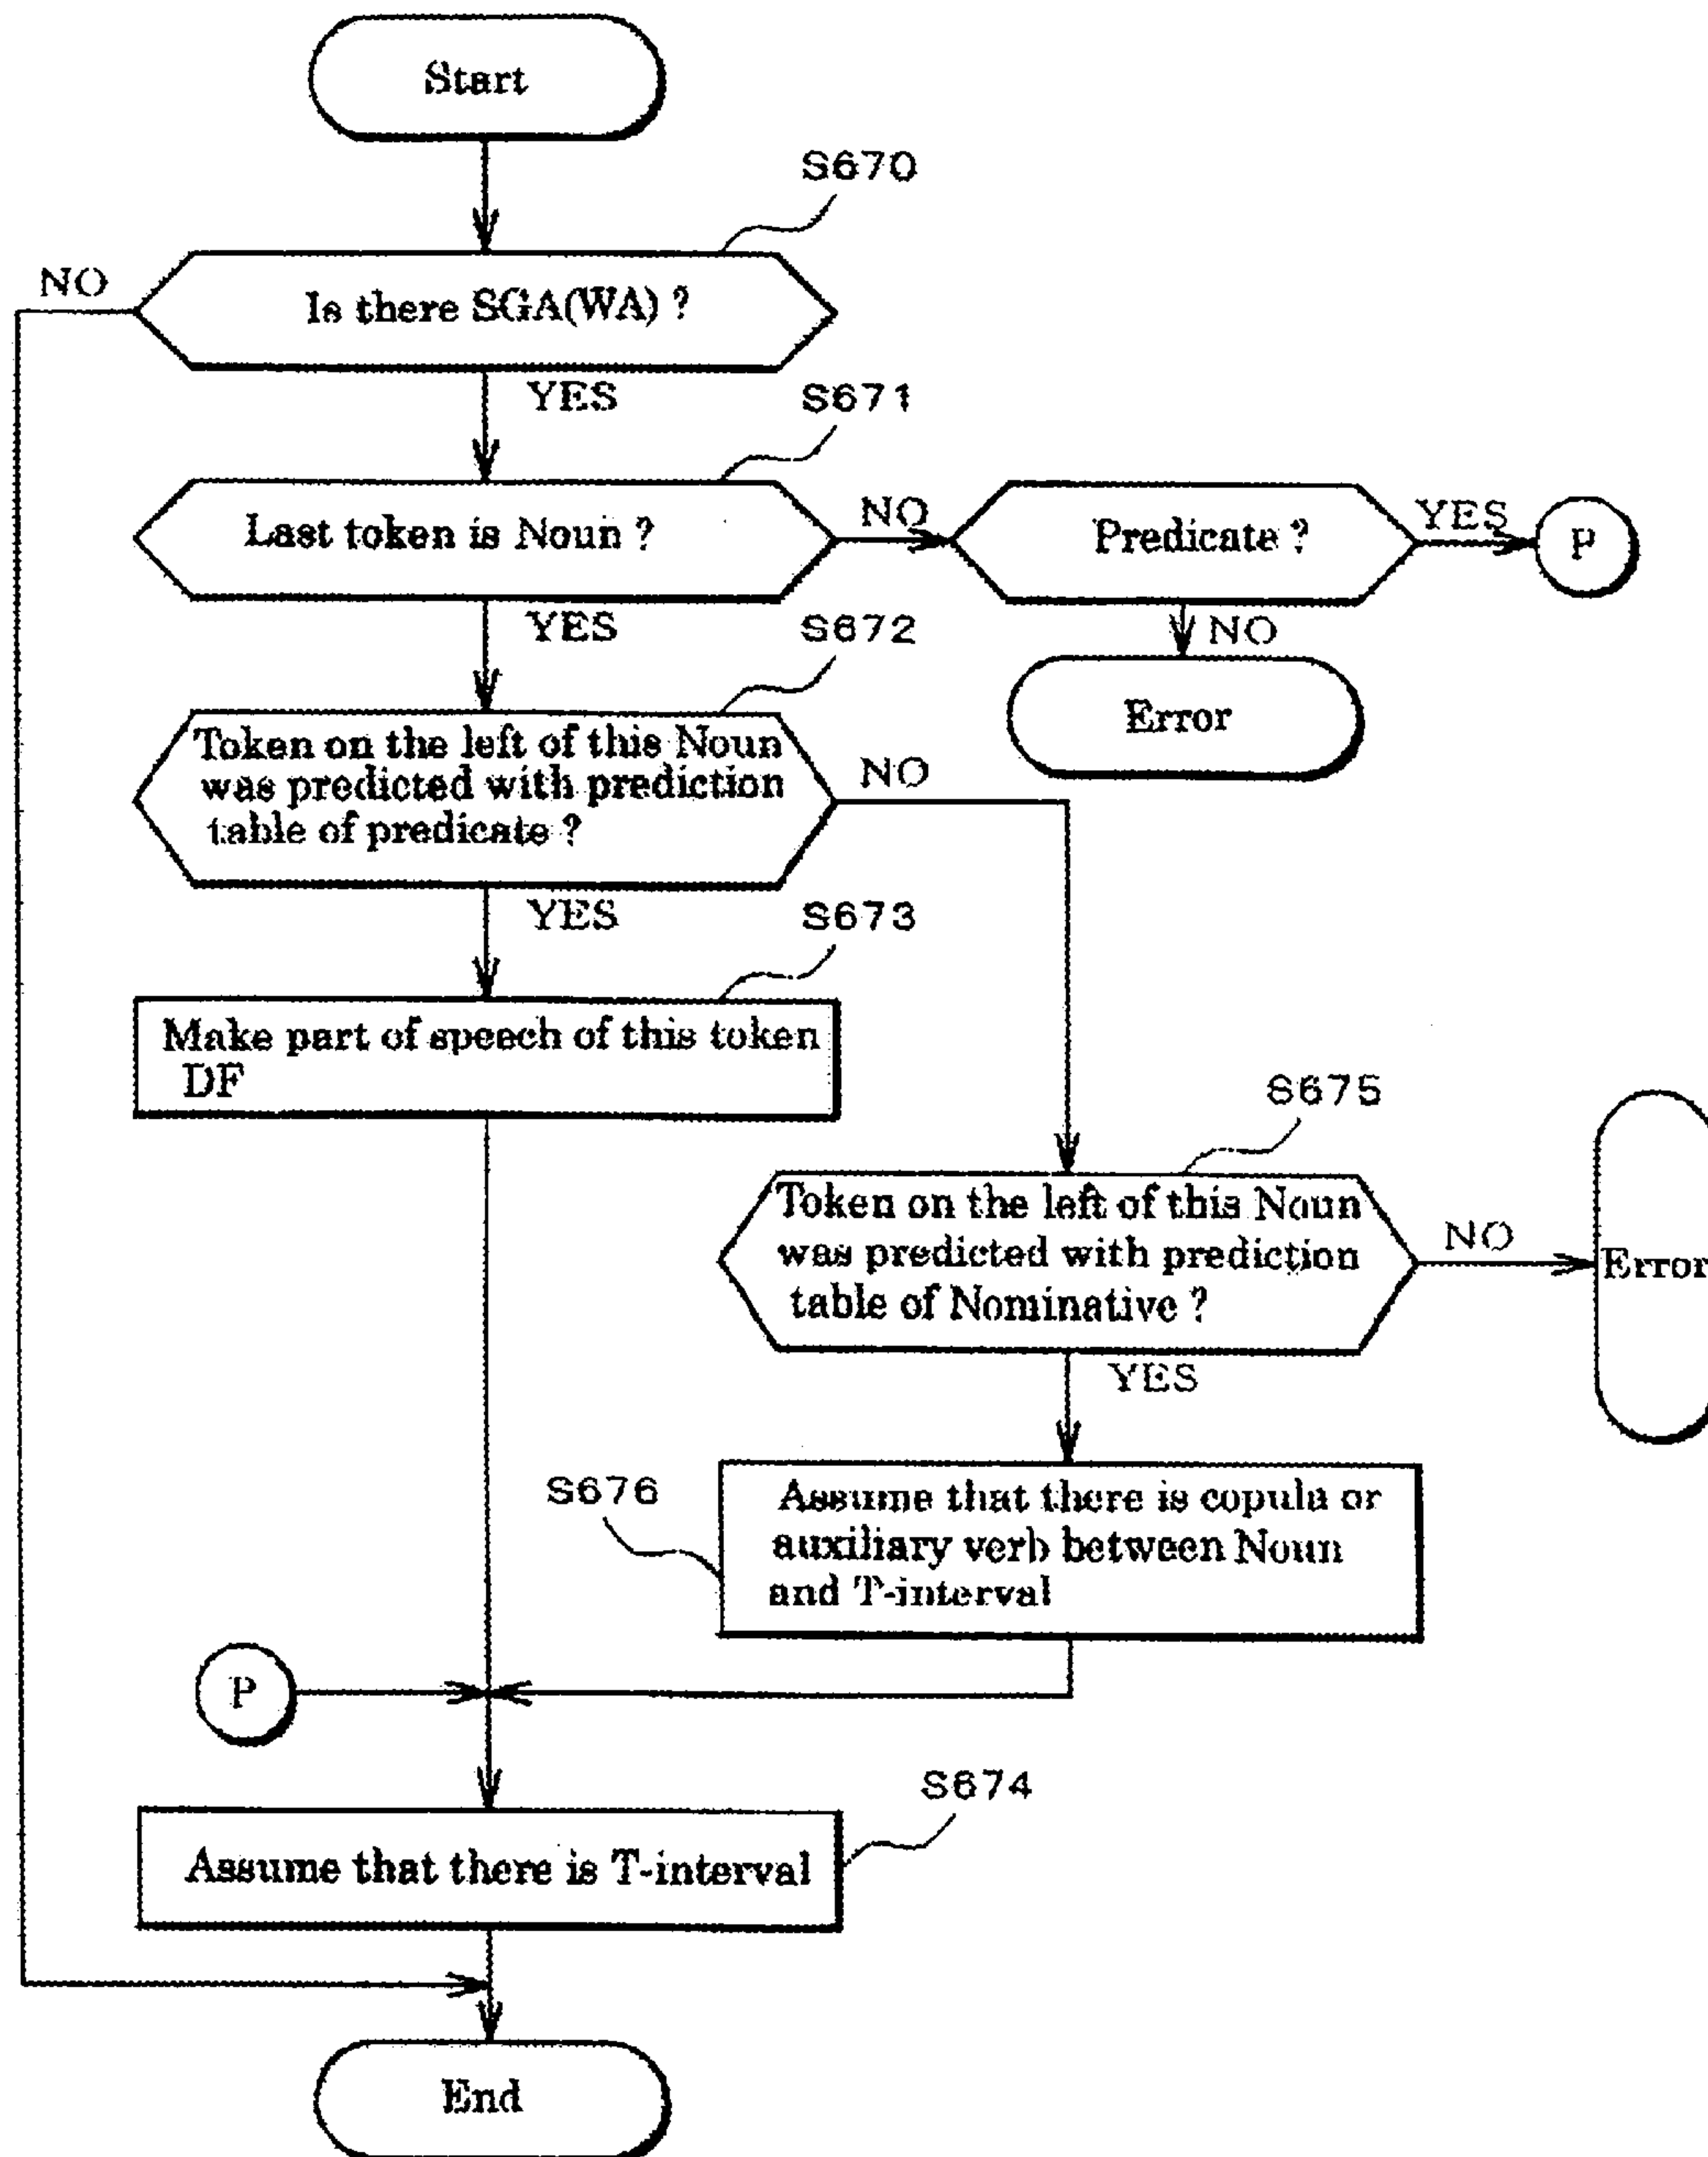 Start
S670
NO
Is there SGA(WA) ?
YES
S671
Last token is Noun ?
NO
Predicate ?
YES
P
YES
S672
NO
Error
Token on the left of this Noun
was predicted with prediction
table of predicate ?
NO
YES
S673
Make part of speech of this token
DF
S675
Token on the left of this Noun
was predicted with prediction
table of Nominative ?
NO
Error
YES
S676
Assume that there is copula or
auxiliary verb between Noun
and T-interval
P
S674
Assume that there is T-interval
End